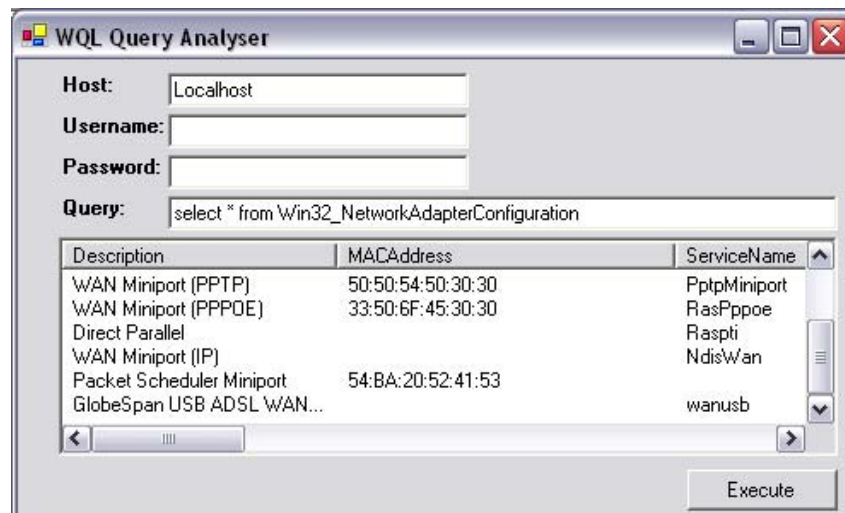 WQL Query Analyser
Host: Localhost
Username:
Password:
Query: select * from Win32_NetworkAdapterConfiguration
Description MACAddress ServiceName
WAN Miniport (PPTP) 50:50:54:50:30:30 PptpMiniport
WAN Miniport (PPPOE) 33:50:6F:45:30:30 RasPppoe
Direct Parallel Raspti
WAN Miniport (IP) NdisWan
Packet Scheduler Miniport 54:BA:20:52:41:53
GlobeSpan USB ADSL WAN... wanusb
Execute